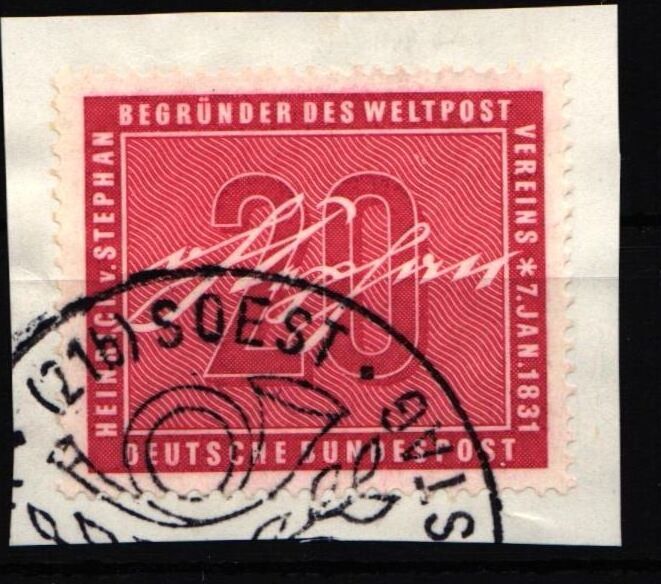 HEINRICH v. STEPHAN
BEGRÜNDER DES WELTPOST
VEREINS * 7. JAN. 1831
20
DEUTSCHE BUNDESPOST
(21b) SOEST •